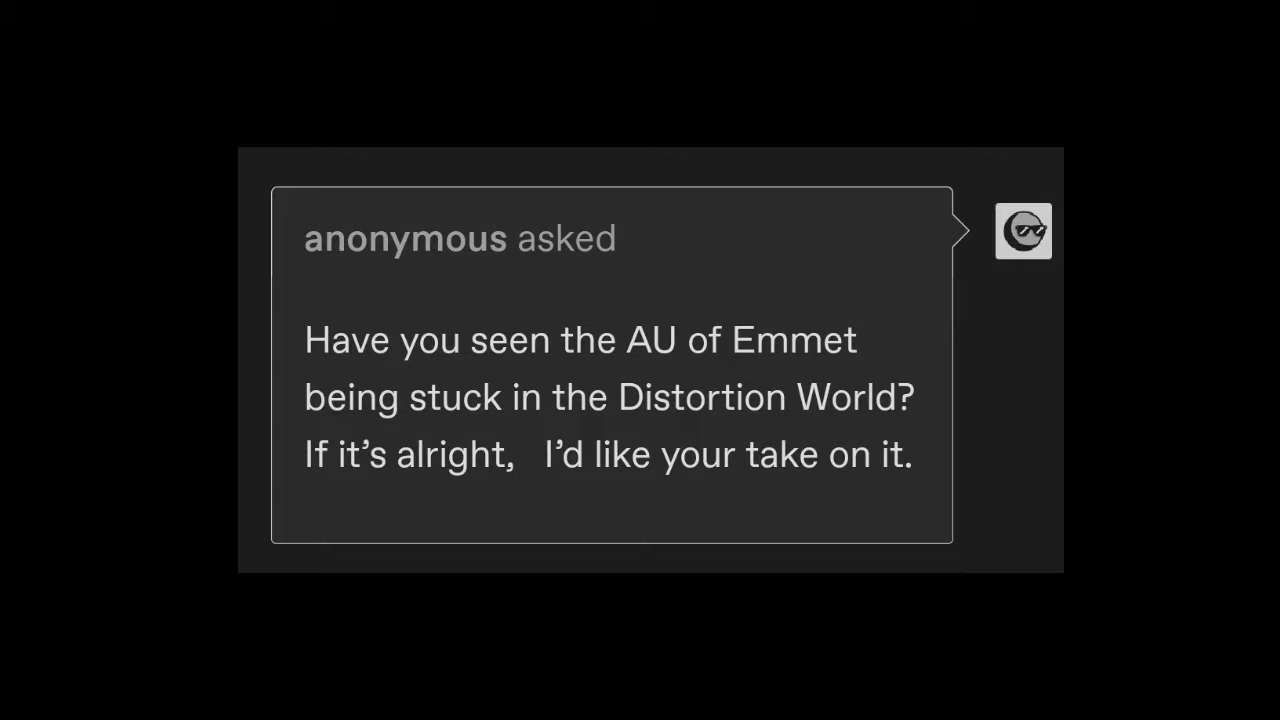 anonymous asked
Have you seen the AU of Emmet
being stuck in the Distortion World?
If it's alright,   I'd like your take on it.